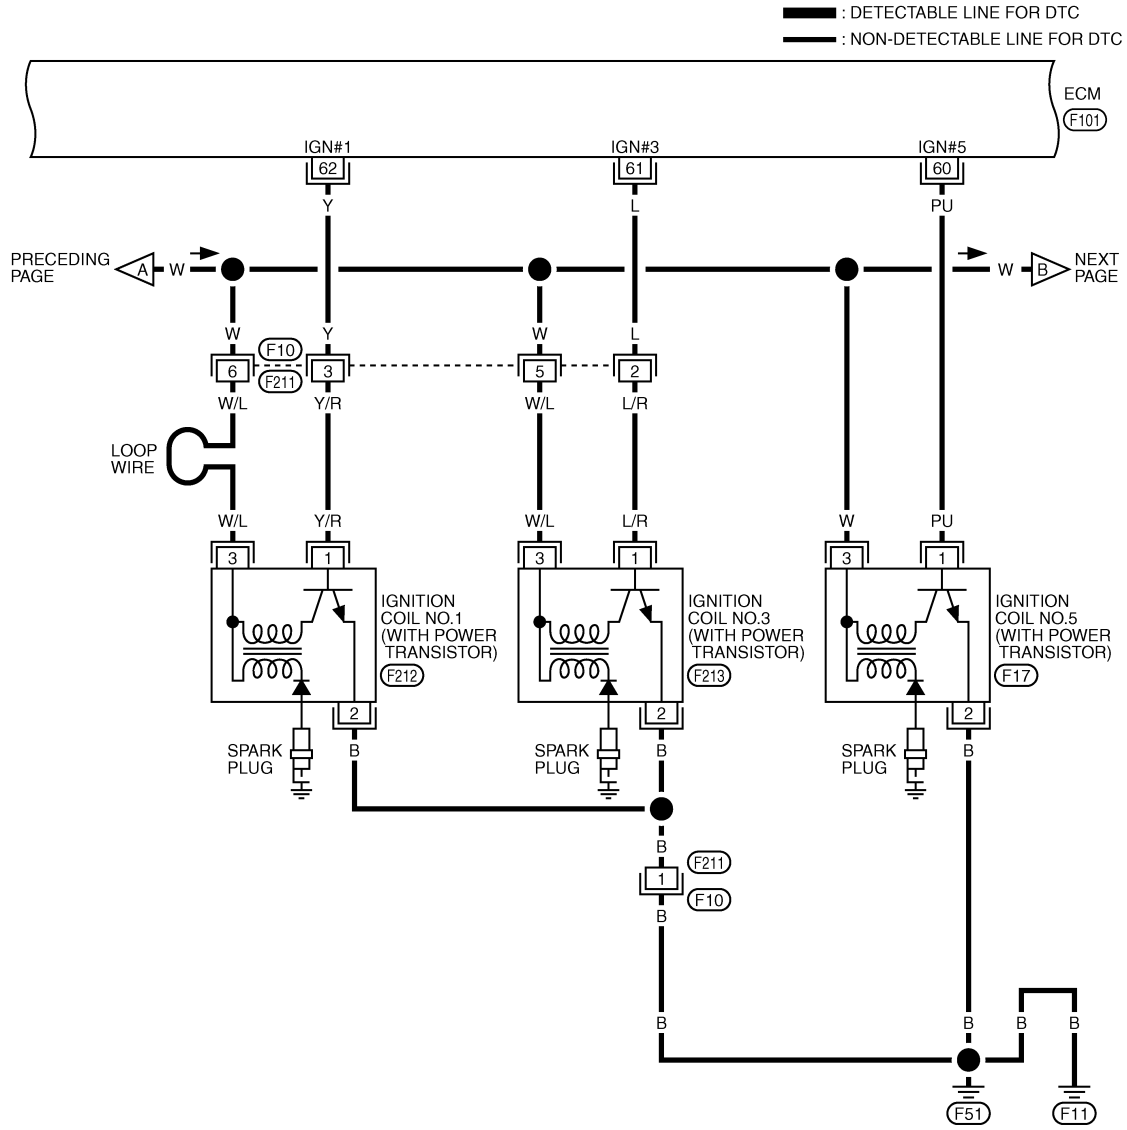 : DETECTABLE LINE FOR DTC
: NON-DETECTABLE LINE FOR DTC
ECM
F101
IGN#1 IGN#3 IGN#5
62 61 60
Y L PU
PRECEDING
PAGE
A W
W B
NEXT
PAGE
W Y W L
F10
6 3 5 2
F211
W/L Y/R W/L L/R
LOOP
WIRE
W/L Y/R W/L L/R W PU
3 1 3 1 3 1
IGNITION
COIL NO.1
(WITH POWER
TRANSISTOR)
F212
IGNITION
COIL NO.3
(WITH POWER
TRANSISTOR)
F213
IGNITION
COIL NO.5
(WITH POWER
TRANSISTOR)
F17
2 2 2
SPARK
PLUG
B
SPARK
PLUG
B
SPARK
PLUG
B
B
F211
1
F10
B
B B B B
F51 F11